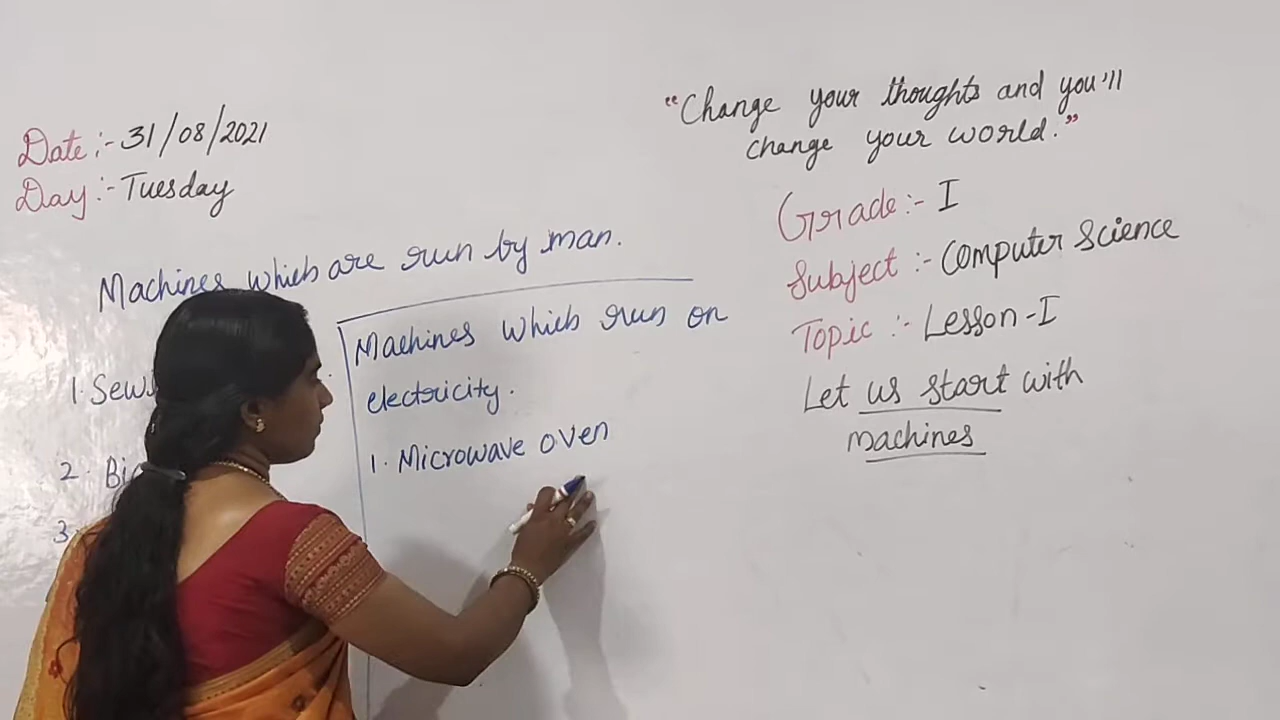 Date:- 31/08/2021
Day:- Tuesday
Machines which are run by man.
1. Sew
2. Bi
3.
Machines which run on
electricity.
1. Microwave oven
"Change your thoughts and you'll
change your world."
Grade:- I
Subject:- Computer Science
Topic:- Lesson-I
Let us start with
machines